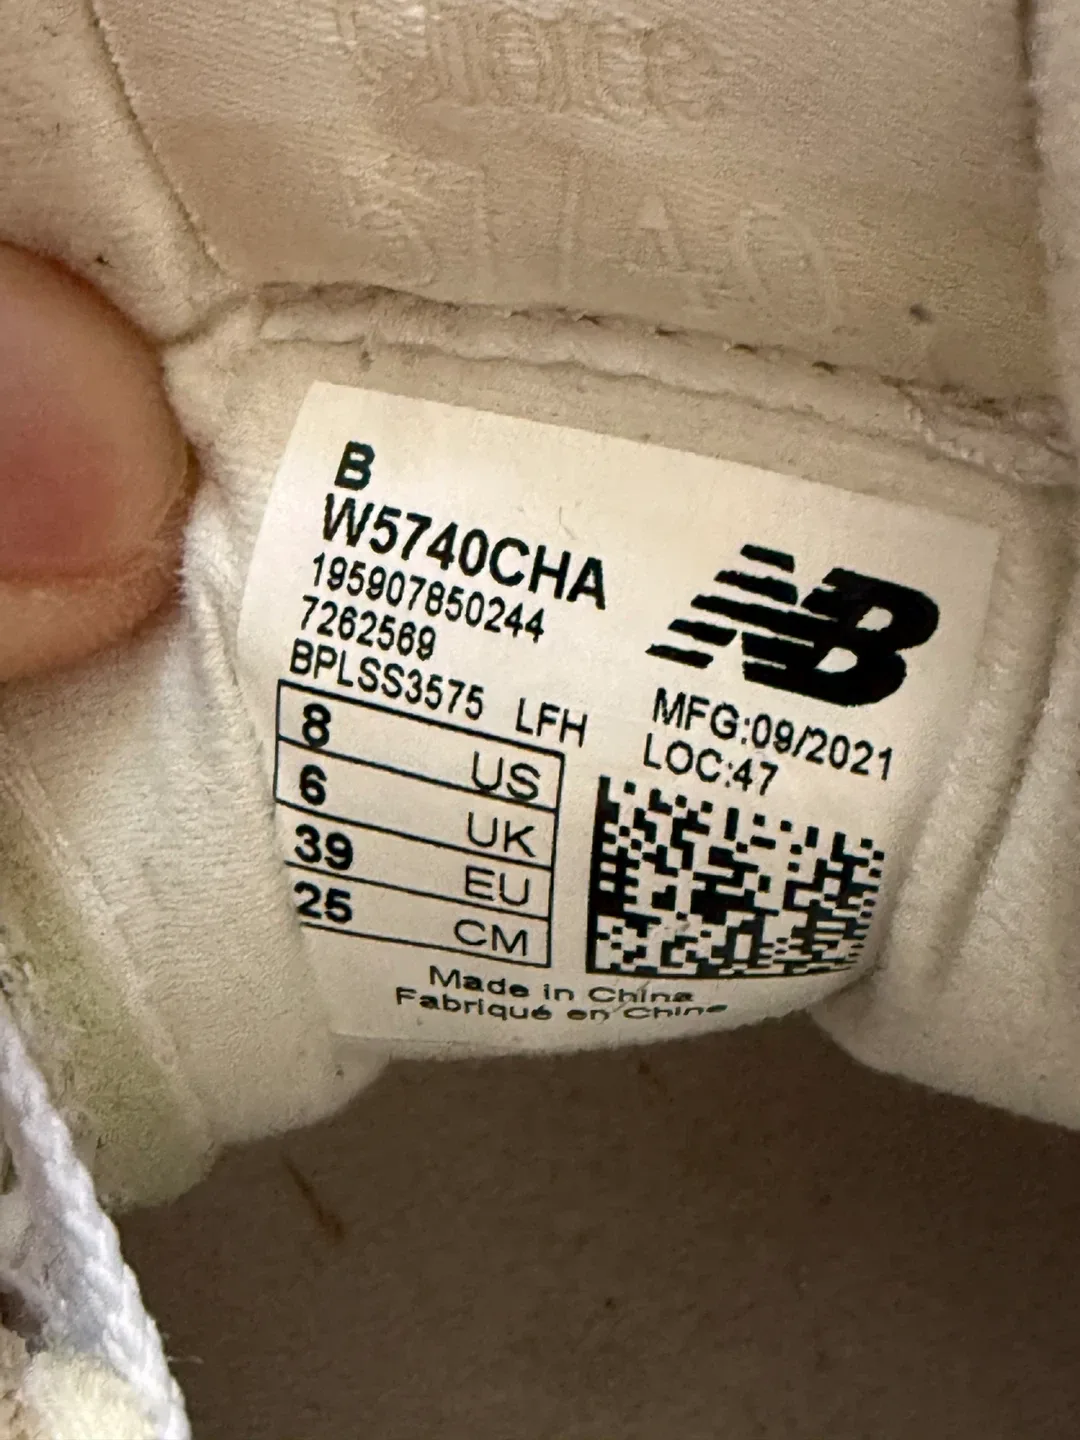 B
W5740CHA
195907850244
7262569
BPLSS3575 LFH
8 US
6 UK
39 EU
25 CM
NB
MFG:09/2021
LOC:47
Made in China
Fabriqué en Chine